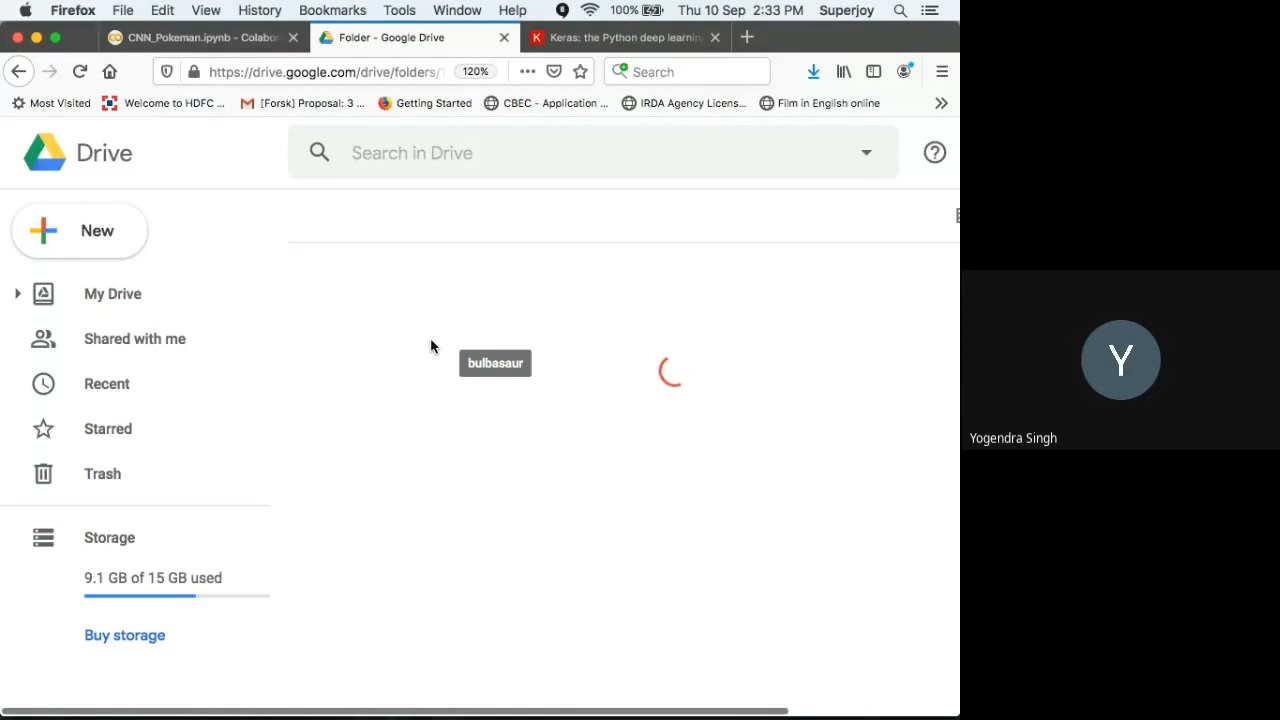 Firefox File Edit View History Bookmarks Tools Window Help 100% Thu 10 Sep 2:33 PM Superjoy
CNN_Pokeman.ipynb - Colabor
Folder - Google Drive
Keras: the Python deep learnin
https://drive.google.com/drive/folders/ 120% Search
Most Visited Welcome to HDFC ... [Forsk] Proposal: 3 ... Getting Started CBEC - Application ... IRDA Agency Licens... Film in English online
Drive
Search in Drive
New
My Drive
Shared with me
bulbasaur
Recent
Starred
Trash
Storage
9.1 GB of 15 GB used
Buy storage
Y
Yogendra Singh